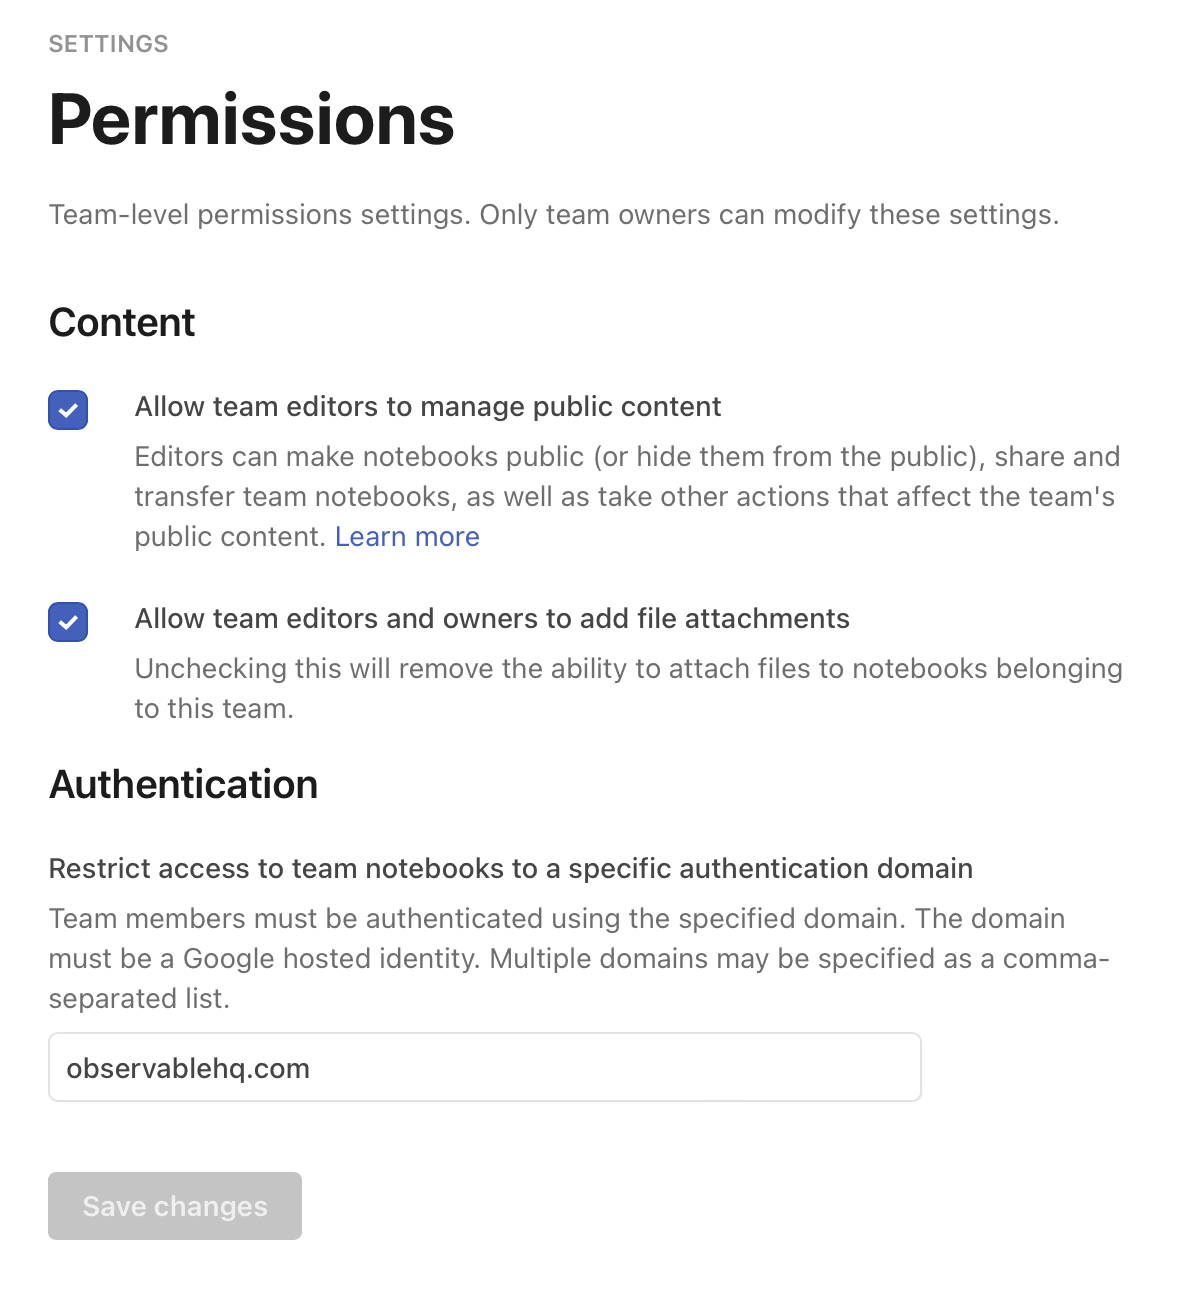 SETTINGS
Permissions
Team-level permissions settings. Only team owners can modify these settings.
Content
Allow team editors to manage public content
Editors can make notebooks public (or hide them from the public), share and
transfer team notebooks, as well as take other actions that affect the team's
public content. Learn more
Allow team editors and owners to add file attachments
Unchecking this will remove the ability to attach files to notebooks belonging
to this team.
Authentication
Restrict access to team notebooks to a specific authentication domain
Team members must be authenticated using the specified domain. The domain
must be a Google hosted identity. Multiple domains may be specified as a comma-
separated list.
observablehq.com
Save changes